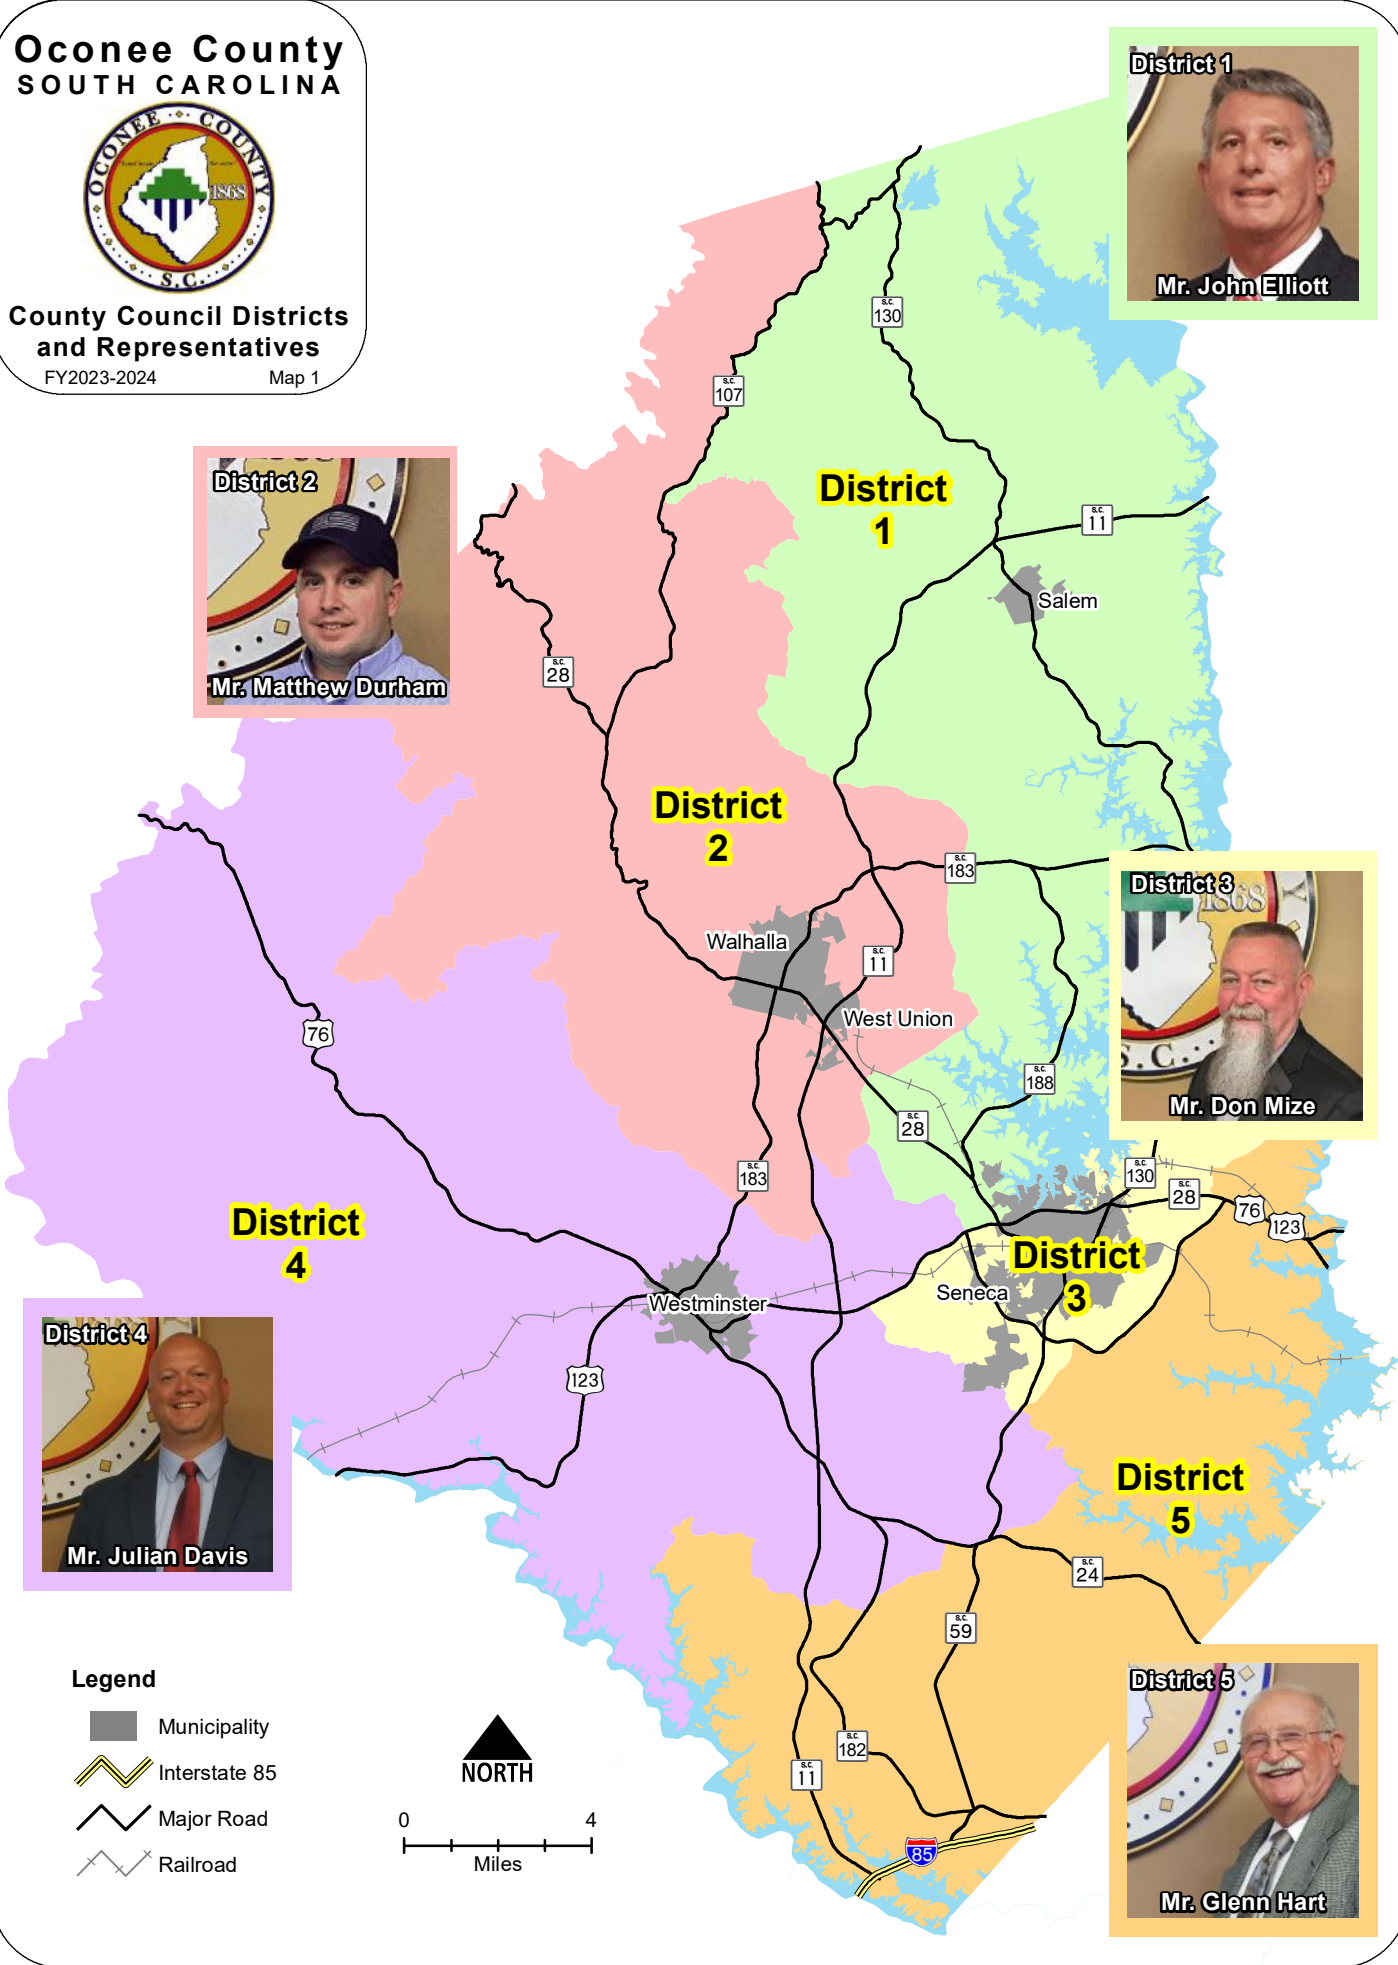 Oconee County
SOUTH CAROLINA
OCONEE COUNTY
1868
S.C.
County Council Districts
and Representatives
FY2023-2024 Map 1
District 1
Mr. John Elliott
S.C.
130
S.C.
107
District 2
Mr. Matthew Durham
District
1
S.C.
11
Salem
S.C.
28
District
2
S.C.
183
District 3
1868
S.C.
Mr. Don Mize
Walhalla
S.C.
11
West Union
76
S.C.
188
S.C.
28
S.C.
183
S.C.
130
S.C.
28
76
123
District
4
District
3
Seneca
Westminster
District 4
Mr. Julian Davis
123
District
5
S.C.
24
S.C.
59
District 5
Mr. Glenn Hart
S.C.
182
S.C.
11
85
Legend
Municipality
Interstate 85
Major Road
Railroad
NORTH
0 4
Miles